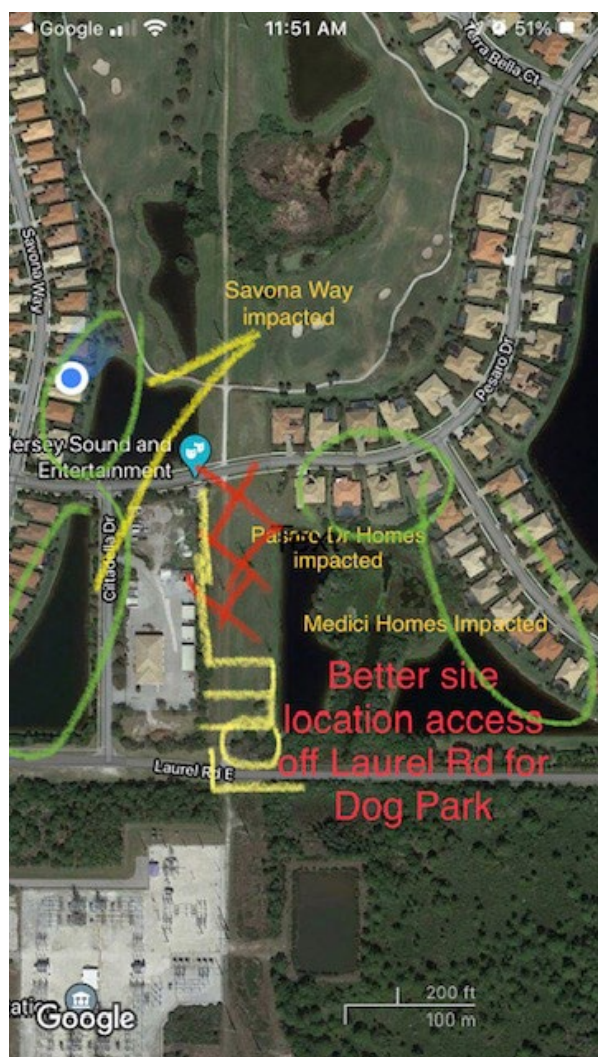 Google
11:51 AM
51%
Terra Bella Ct
Savona Way
Savona Way
impacted
Pesaro Dr
Jersey Sound and
Entertainment
Cittadella Dr
Pasaro Dr Homes
impacted
Medici Homes Impacted
Better site
location access
off Laurel Rd for
Dog Park
Laurel Rd E
Google
200 ft
100 m